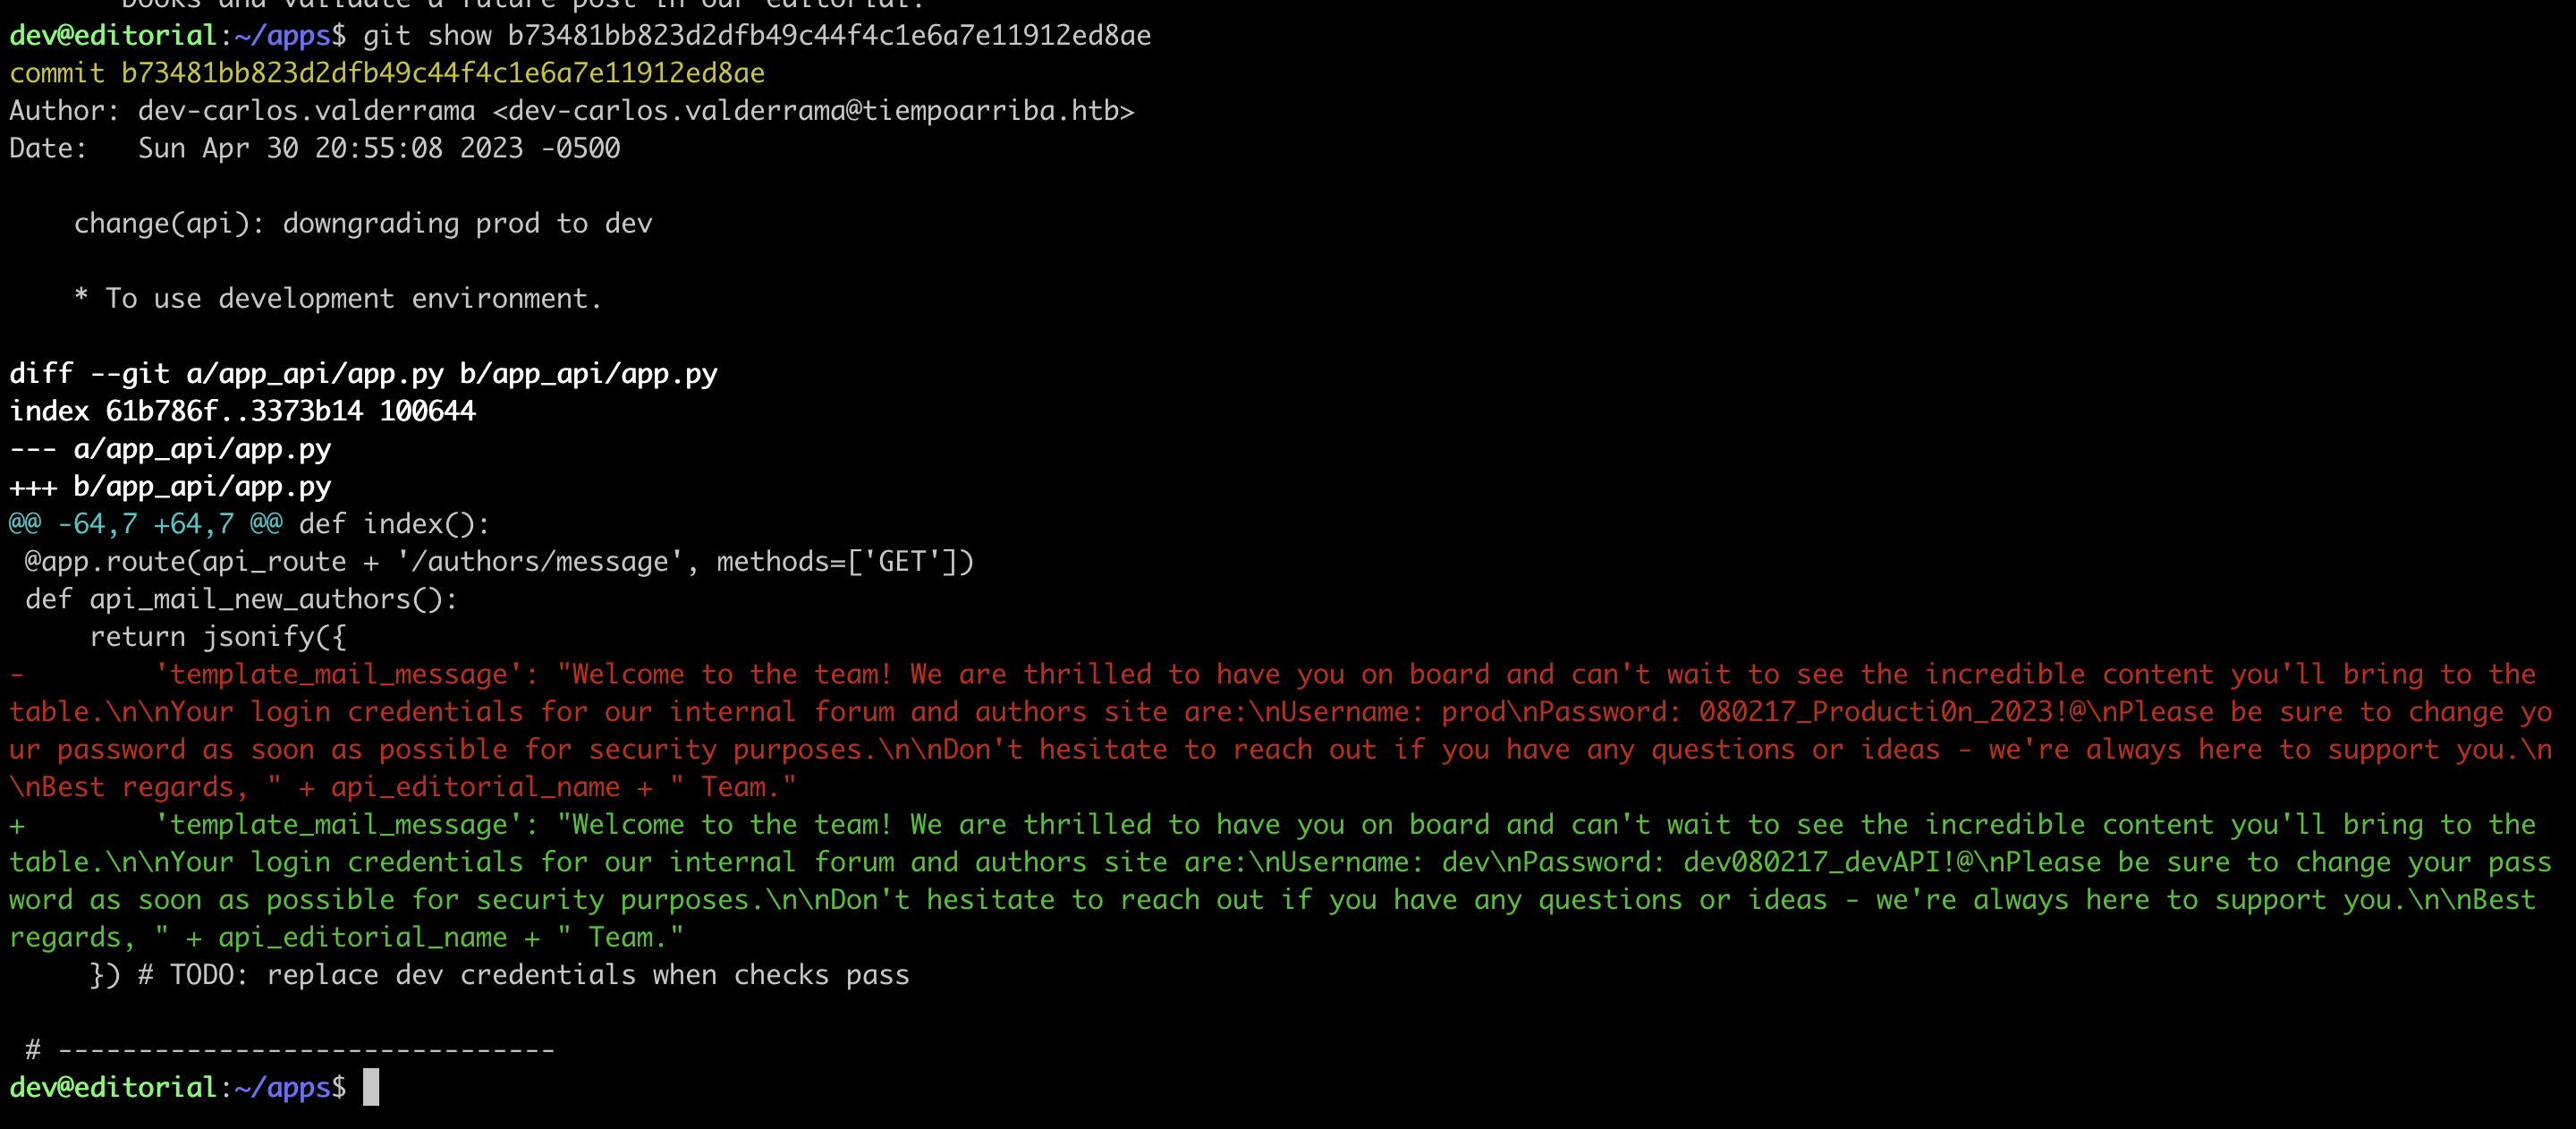 books and validate a future post in our editorial.
dev@editorial:~/apps$ git show b73481bb823d2dfb49c44f4c1e6a7e11912ed8ae
commit b73481bb823d2dfb49c44f4c1e6a7e11912ed8ae
Author: dev-carlos.valderrama <dev-carlos.valderrama@tiempoarriba.htb>
Date:   Sun Apr 30 20:55:08 2023 -0500

    change(api): downgrading prod to dev

    * To use development environment.

diff --git a/app_api/app.py b/app_api/app.py
index 61b786f..3373b14 100644
--- a/app_api/app.py
+++ b/app_api/app.py
@@ -64,7 +64,7 @@ def index():
 @app.route(api_route + '/authors/message', methods=['GET'])
 def api_mail_new_authors():
     return jsonify({
-        'template_mail_message': "Welcome to the team! We are thrilled to have you on board and can't wait to see the incredible content you'll bring to the
table.\n\nYour login credentials for our internal forum and authors site are:\nUsername: prod\nPassword: 080217_Producti0n_2023!@\nPlease be sure to change yo
ur password as soon as possible for security purposes.\n\nDon't hesitate to reach out if you have any questions or ideas - we're always here to support you.\n
\nBest regards, " + api_editorial_name + " Team."
+        'template_mail_message': "Welcome to the team! We are thrilled to have you on board and can't wait to see the incredible content you'll bring to the
table.\n\nYour login credentials for our internal forum and authors site are:\nUsername: dev\nPassword: dev080217_devAPI!@\nPlease be sure to change your pass
word as soon as possible for security purposes.\n\nDon't hesitate to reach out if you have any questions or ideas - we're always here to support you.\n\nBest
regards, " + api_editorial_name + " Team."
     }) # TODO: replace dev credentials when checks pass

 # -------------------------------
dev@editorial:~/apps$